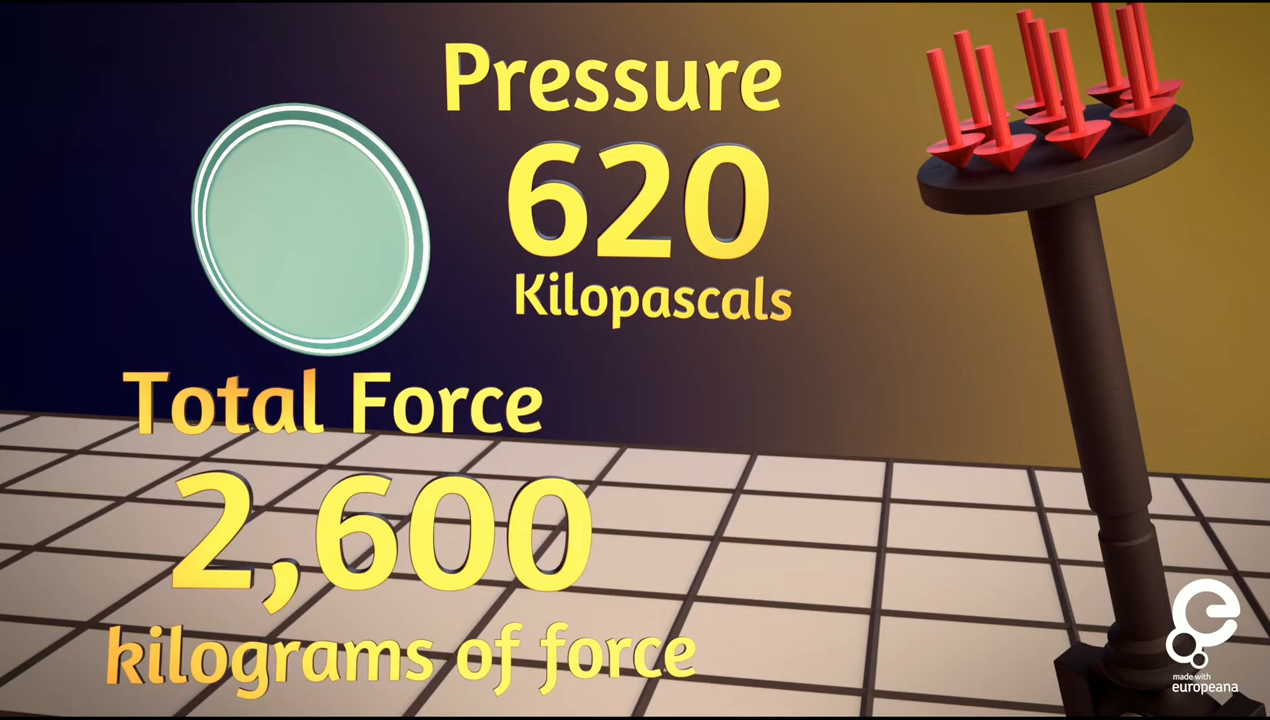 Pressure
620
Kilopascals
Total Force
2,600
kilograms of force
made with
europeana